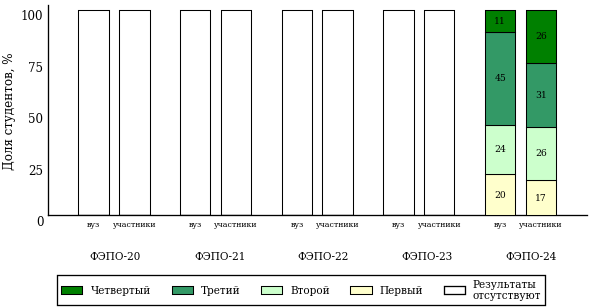 Доля студентов, %
100
75
50
25
0
11
45
24
20
26
31
26
17
вуз участники вуз участники вуз участники вуз участники вуз участники
ФЭПО-20 ФЭПО-21 ФЭПО-22 ФЭПО-23 ФЭПО-24
Четвертый Третий Второй Первый Результаты
отсутствуют